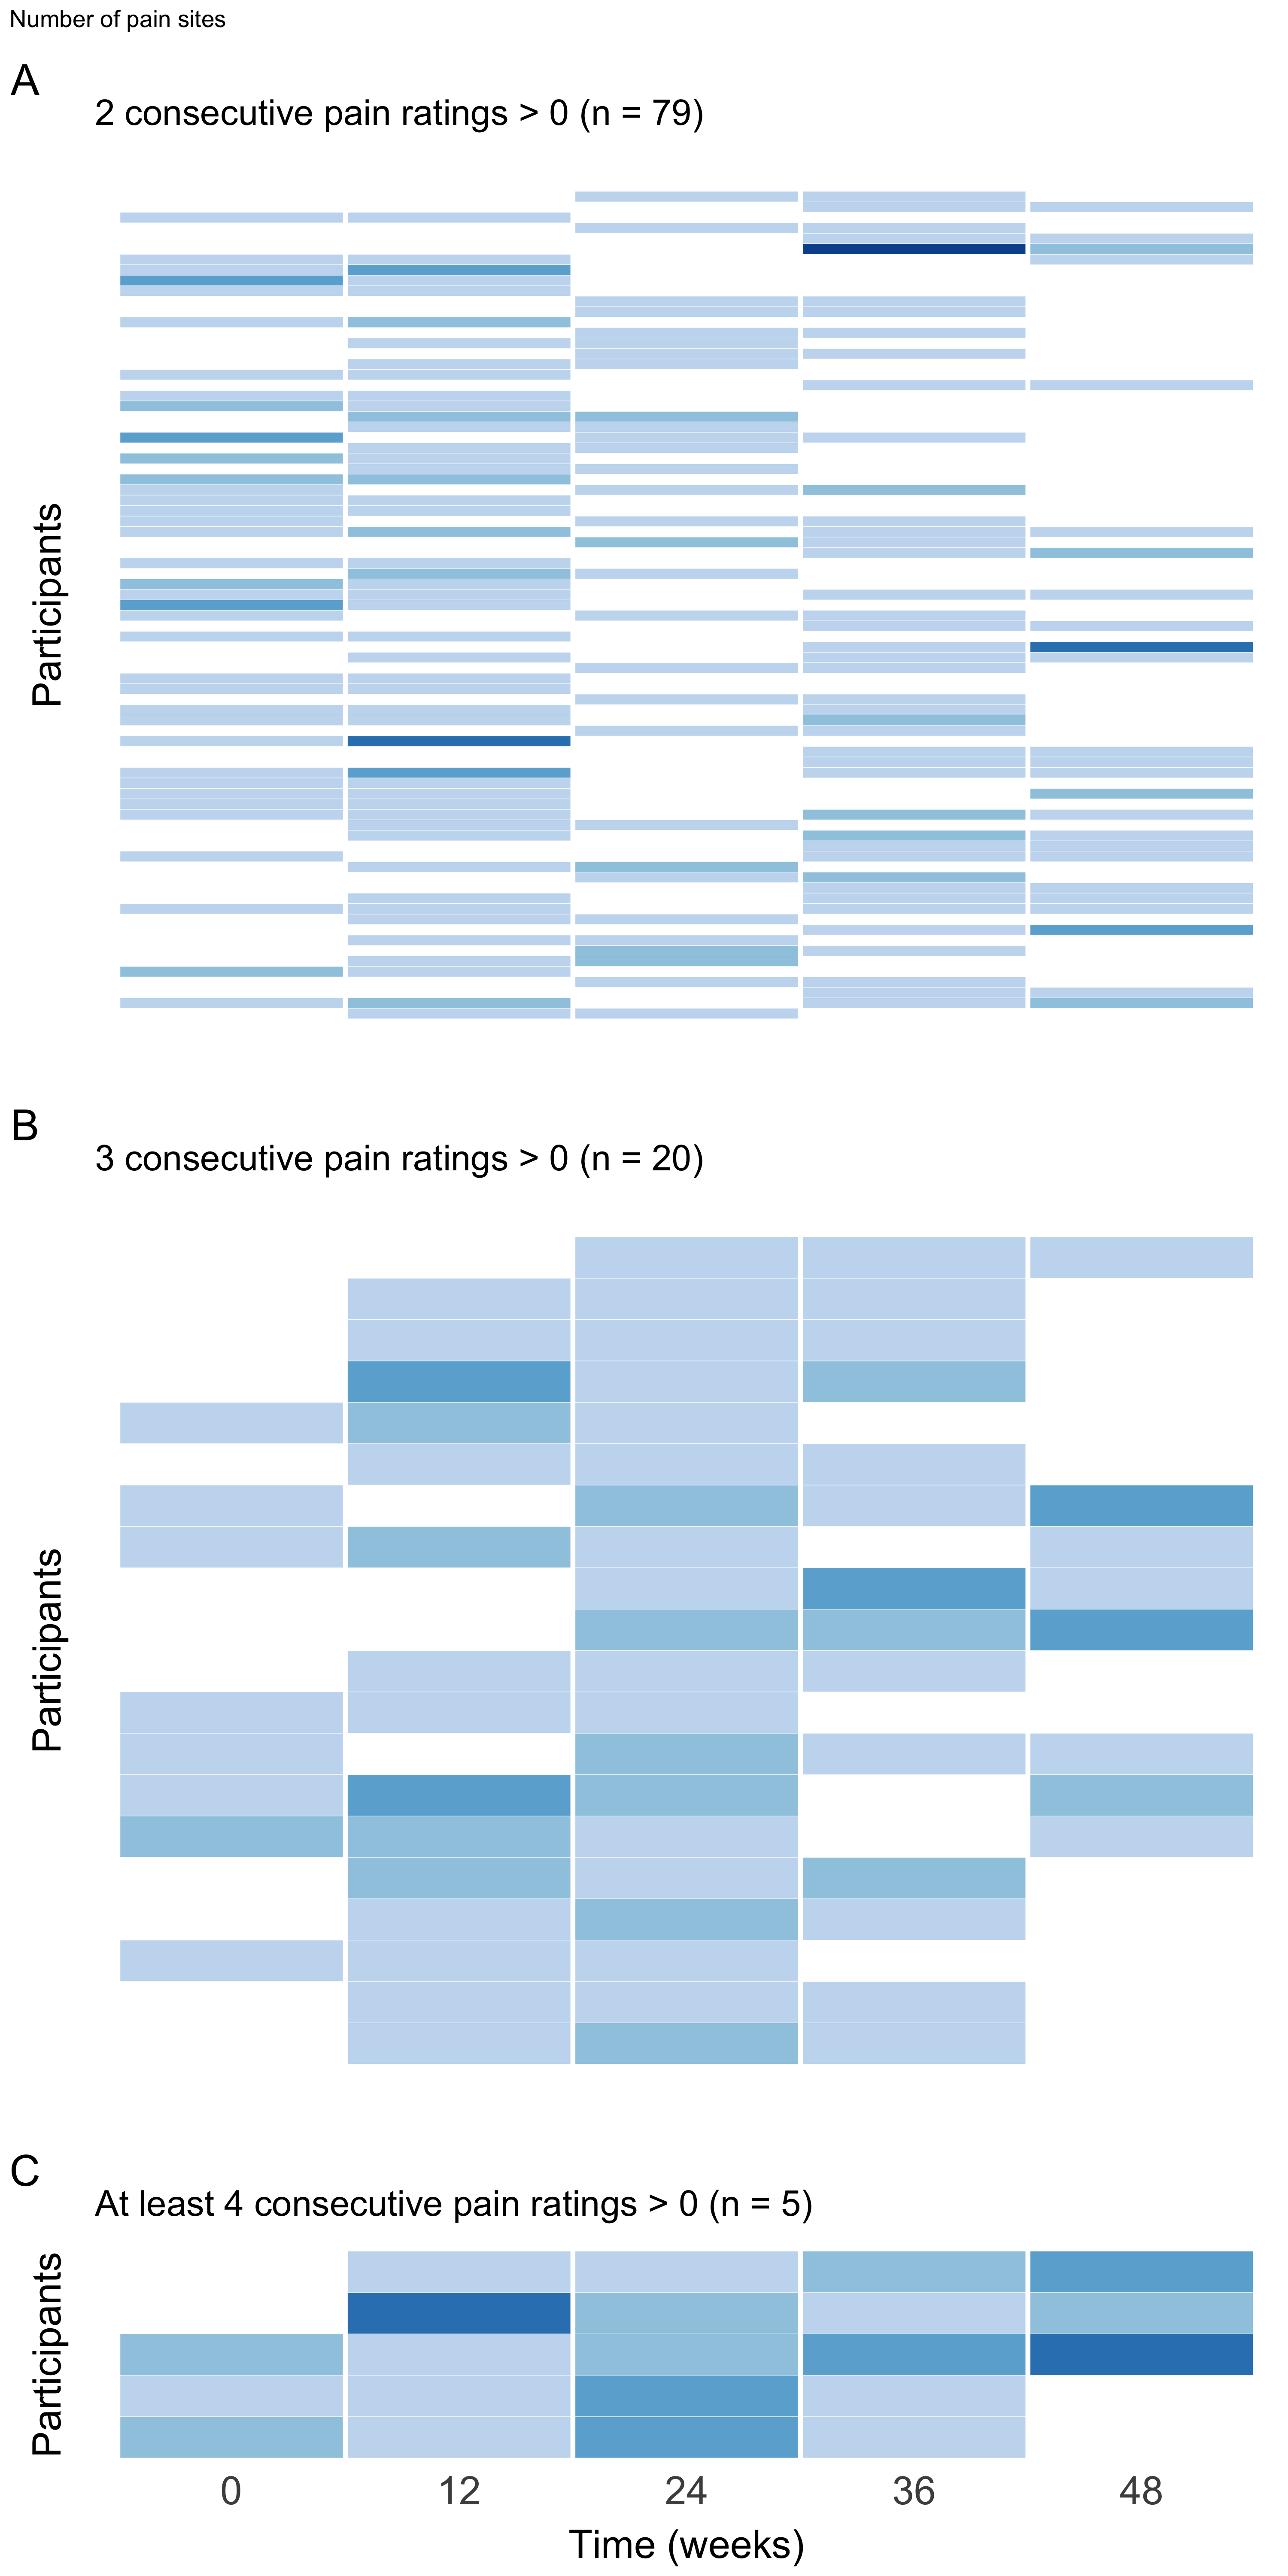 Number of pain sites
A
2 consecutive pain ratings > 0 (n = 79)
Participants
B
3 consecutive pain ratings > 0 (n = 20)
Participants
C
At least 4 consecutive pain ratings > 0 (n = 5)
Participants
0 12 24 36 48
Time (weeks)